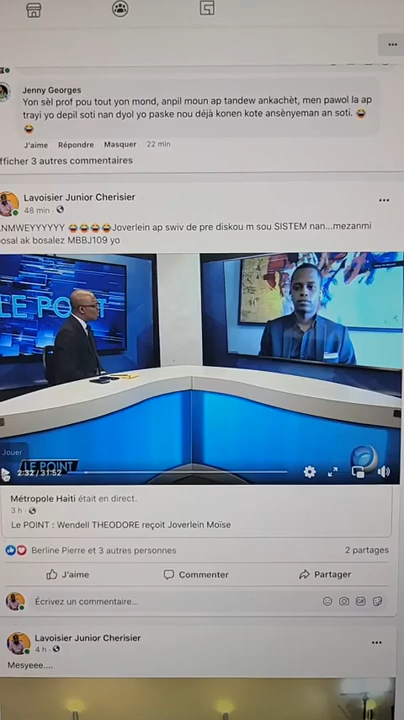 Jenny Georges
Yon sèl prof pou tout yon mond, anpil moun ap tandew ankachèt, men pawol la ap
trayi yo depil soti nan dyol yo paske nou déjà konen kote ansènyeman an soti. 😂
😂
J'aime Répondre Masquer 22 min
fficher 3 autres commentaires
Lavoisier Junior Cherisier
48 min ·
NMWEYYYYYY 😂😂😂😂Joverlein ap swiv de pre diskou m sou SISTEM nan...mezanmi
osal ak bosalez MBBJ109 yo
LE POINT
Jouer
LE POINT
2:32 / 31:52
Métropole Haiti était en direct.
3 h ·
Le POINT : Wendell THEODORE reçoit Joverlein Moïse
Berline Pierre et 3 autres personnes 2 partages
J'aime Commenter Partager
Écrivez un commentaire...
Lavoisier Junior Cherisier
4 h ·
Mesyeee....